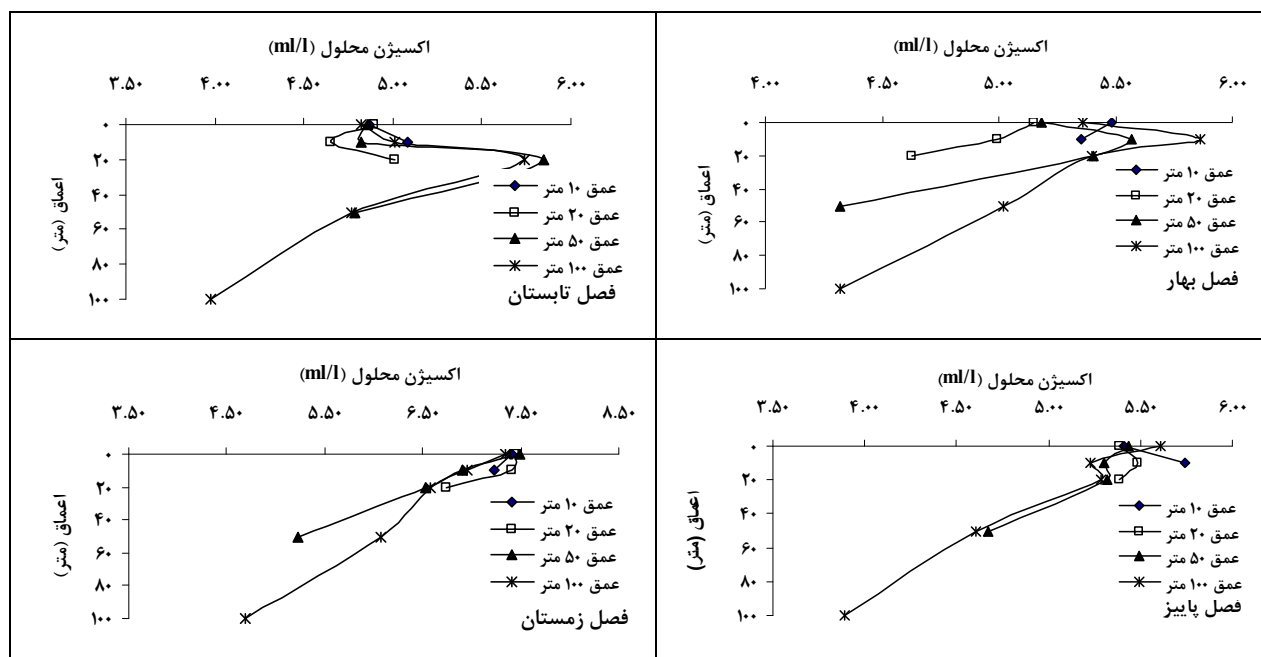 اکسیژن محلول (ml/l)
۴.۰۰ ۴.۵۰ ۵.۰۰ ۵.۵۰ ۶.۰۰
۰
۲۰
۴۰
۶۰
۸۰
۱۰۰
اعماق (متر)
عمق ۱۰ متر
عمق ۲۰ متر
عمق ۵۰ متر
عمق ۱۰۰ متر
فصل بهار
اکسیژن محلول (ml/l)
۳.۵۰ ۴.۰۰ ۴.۵۰ ۵.۰۰ ۵.۵۰ ۶.۰۰
۰
۲۰
۴۰
۶۰
۸۰
۱۰۰
اعماق (متر)
عمق ۱۰ متر
عمق ۲۰ متر
عمق ۵۰ متر
عمق ۱۰۰ متر
فصل تابستان
اکسیژن محلول (ml/l)
۳.۵۰ ۴.۰۰ ۴.۵۰ ۵.۰۰ ۵.۵۰ ۶.۰۰
۰
۲۰
۴۰
۶۰
۸۰
۱۰۰
اعماق (متر)
عمق ۱۰ متر
عمق ۲۰ متر
عمق ۵۰ متر
عمق ۱۰۰ متر
فصل پاییز
اکسیژن محلول (ml/l)
۳.۵۰ ۴.۵۰ ۵.۵۰ ۶.۵۰ ۷.۵۰ ۸.۵۰
۰
۲۰
۴۰
۶۰
۸۰
۱۰۰
اعماق (متر)
عمق ۱۰ متر
عمق ۲۰ متر
عمق ۵۰ متر
عمق ۱۰۰ متر
فصل زمستان